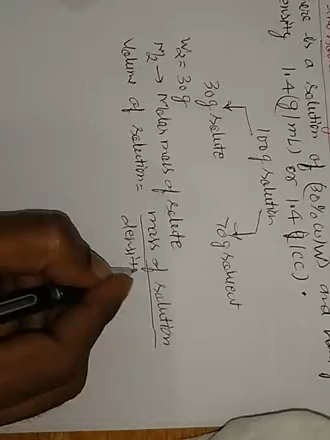 ere is a solution of (30% w/w) and
density 1.4 (g/mL) or 1.4 g/cc.
100g solution
30g solute
70g solvent
W2 = 30g
M2 → Molar mass of solute
Volume of solution = mass of solution
density